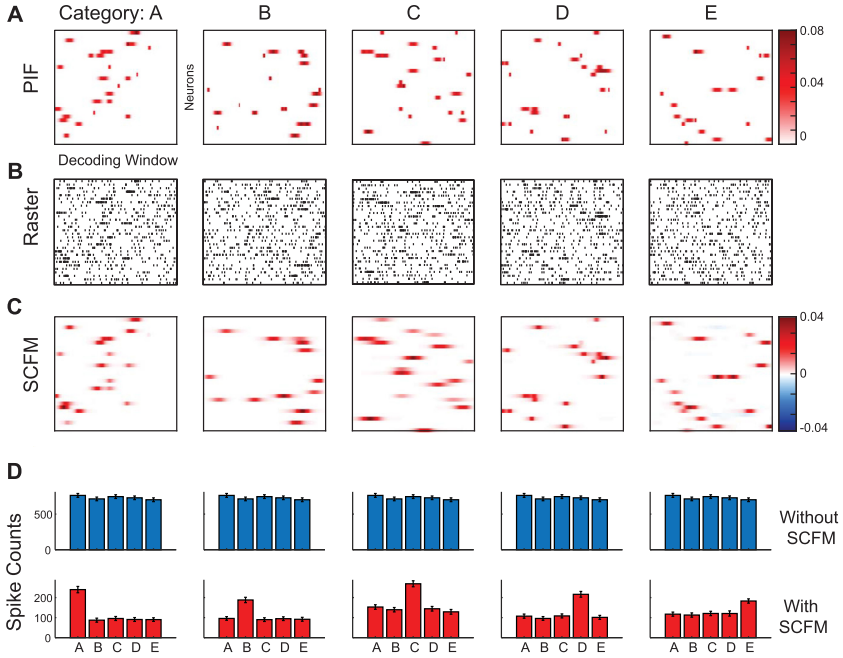 A Category: A B C D E
PIF
Neurons
0.08
0.04
0
Decoding Window
B
Raster
C
SCFM
0.04
0
-0.04
D
Spike Counts
500
0
Without
SCFM
200
100
0
With
SCFM
A B C D E A B C D E A B C D E A B C D E A B C D E